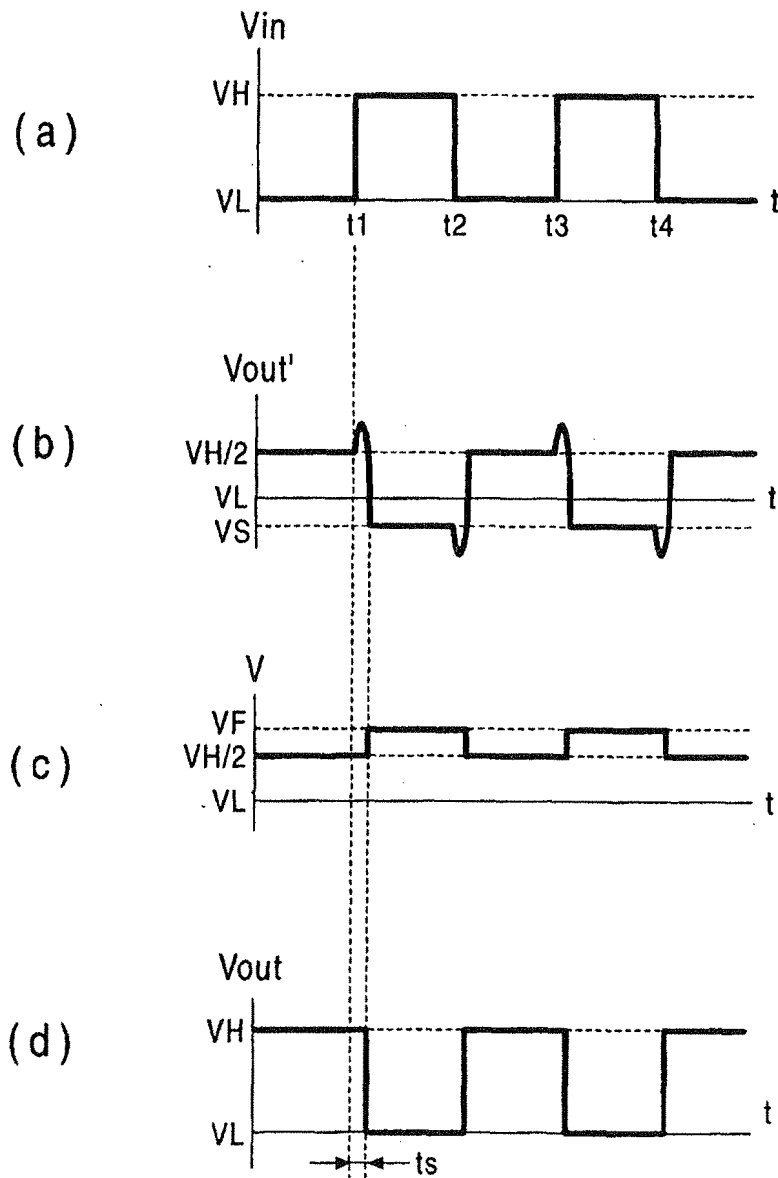 Vin
(a)
VH
VL
t1 t2 t3 t4
t
Vout'
(b)
VH/2
VL
t
VS
V
(c)
VF
VH/2
VL
t
Vout
(d)
VH
t
VL
ts